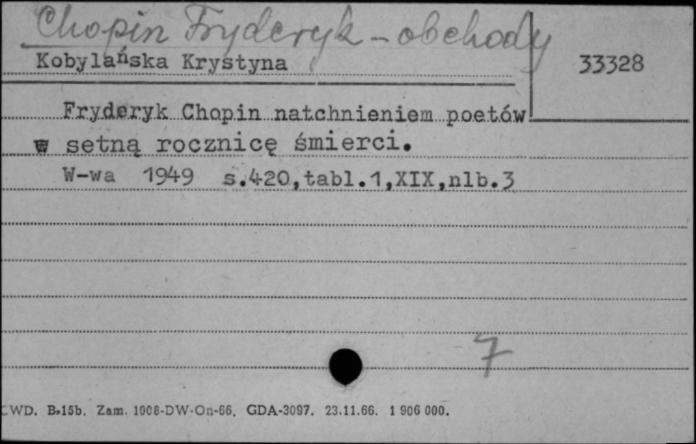 Chopin Fryderyk - obchody
Kobylańska Krystyna
33328
Fryderyk Chopin natchnieniem poetów
w setną rocznicę śmierci.
W-wa 1949 s.420,tabl.1,XIX,nlb.3
7
CWD. B-15b. Zam. 1908-DW-On-66. GDA-3097. 23.11.66. 1 906 000.